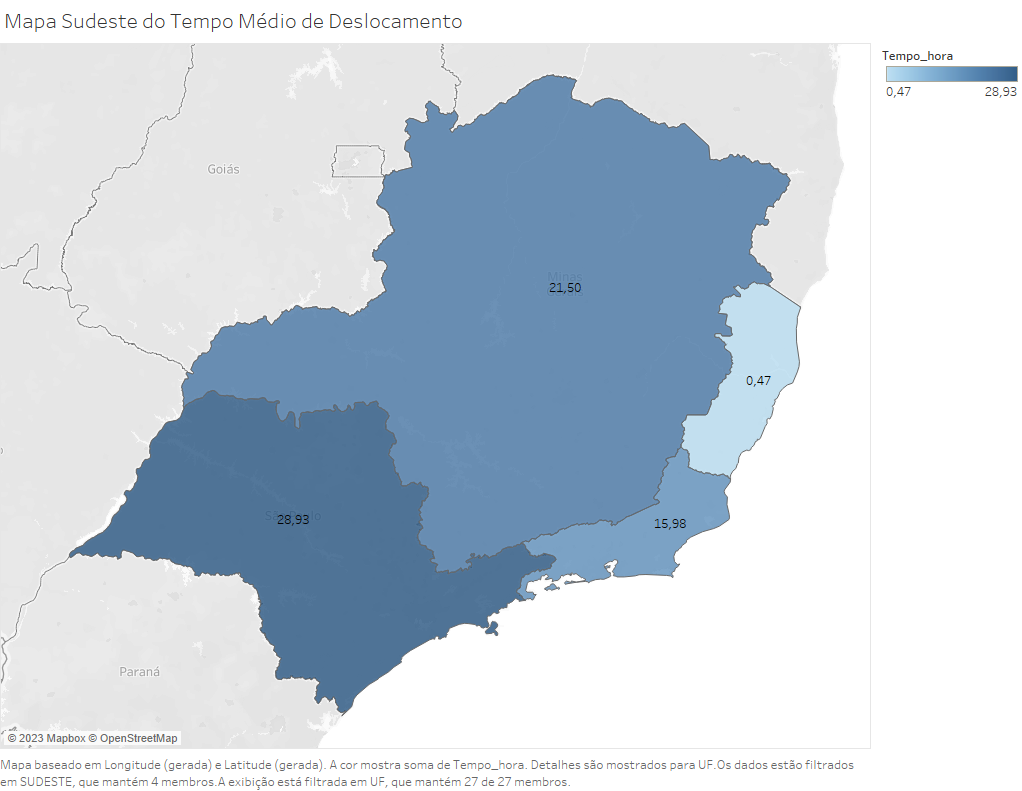 Mapa Sudeste do Tempo Médio de Deslocamento
Tempo_hora
0,47
28,93
Goiás
Minas
21,50
0,47
São Paulo
28,93
15,98
Paraná
© 2023 Mapbox © OpenStreetMap
Mapa baseado em Longitude (gerada) e Latitude (gerada). A cor mostra soma de Tempo_hora. Detalhes são mostrados para UF.Os dados estão filtrados
em SUDESTE, que mantém 4 membros.A exibição está filtrada em UF, que mantém 27 de 27 membros.